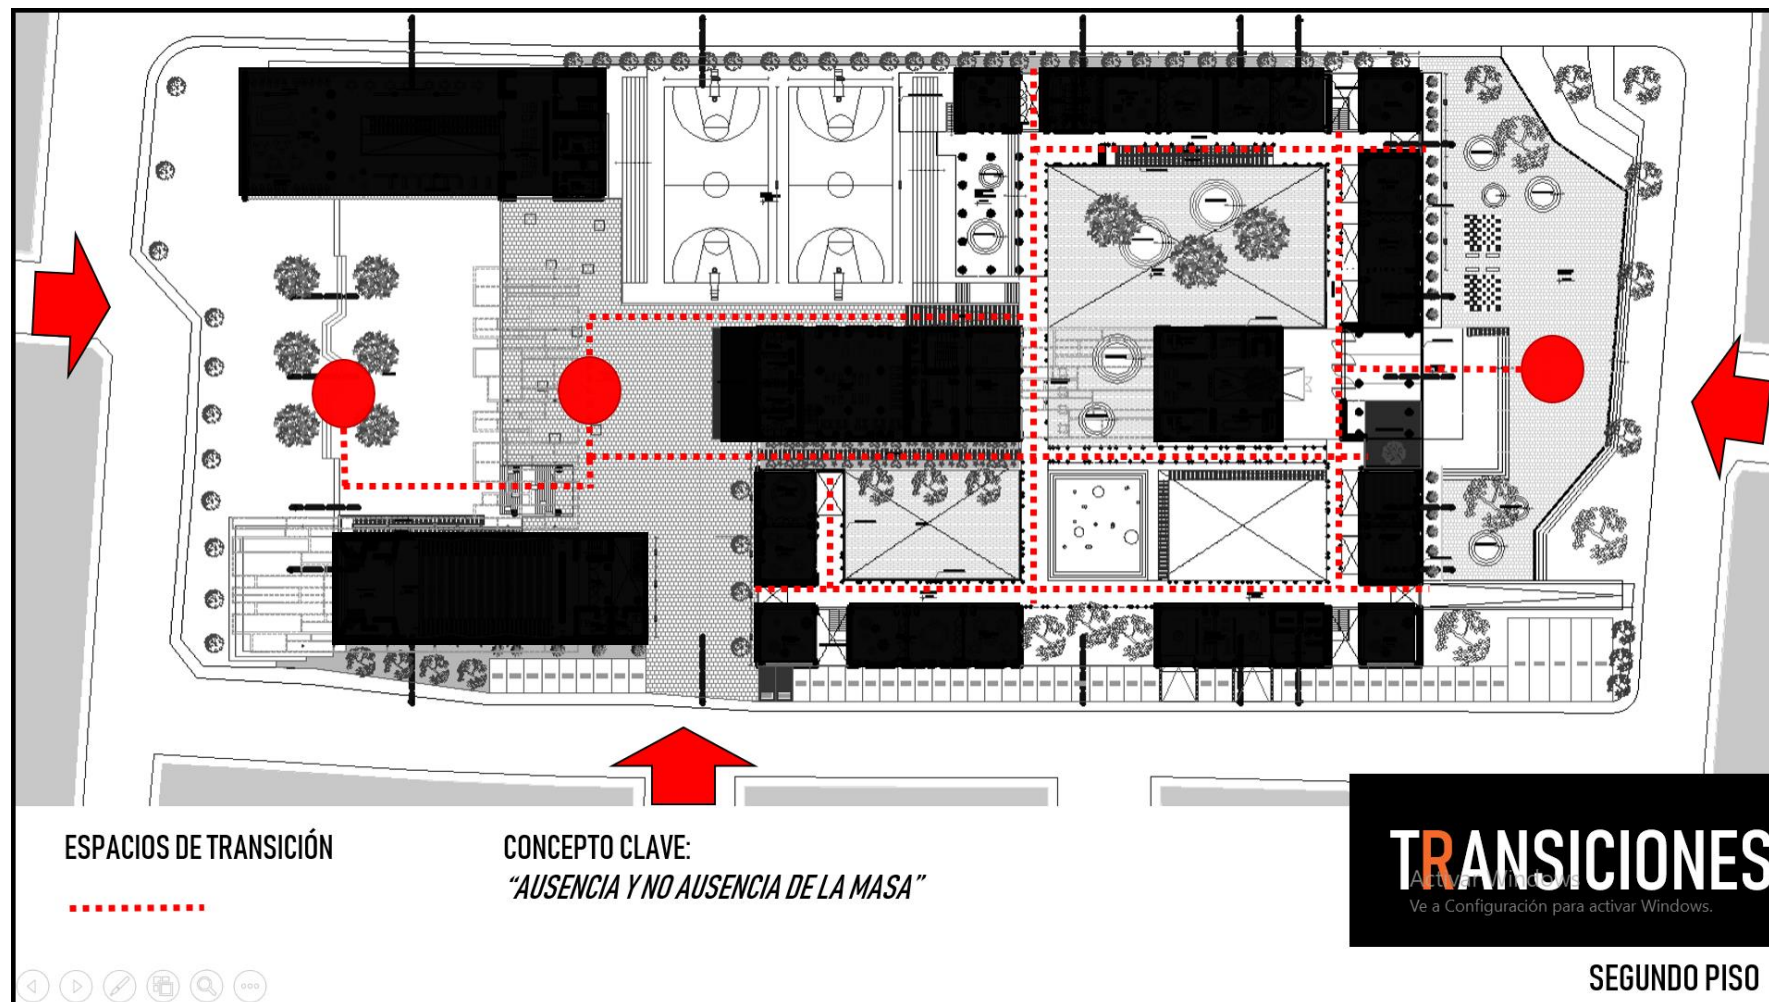 ESPACIOS DE TRANSICIÓN
CONCEPTO CLAVE:
“AUSENCIA Y NO AUSENCIA DE LA MASA”
TRANSICIONES
Activar Windows
Ve a Configuración para activar Windows.
SEGUNDO PISO